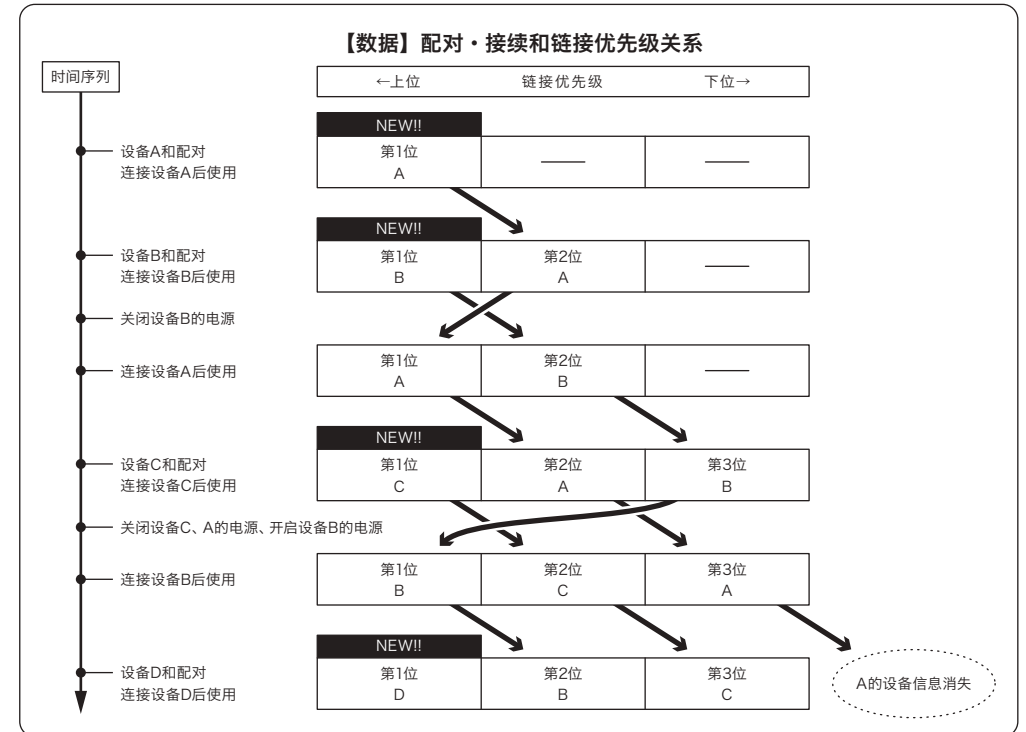 【数据】配对・接续和链接优先级关系
时间序列
←上位 链接优先级 下位→
NEW!!
设备A和配对
连接设备A后使用
第1位
A
NEW!!
设备B和配对
连接设备B后使用
第1位 第2位
B A
关闭设备B的电源
连接设备A后使用
第1位 第2位
A B
NEW!!
设备C和配对
连接设备C后使用
第1位 第2位 第3位
C A B
关闭设备C、A的电源、开启设备B的电源
连接设备B后使用
第1位 第2位 第3位
B C A
NEW!!
设备D和配对
连接设备D后使用
第1位 第2位 第3位
D B C
A的设备信息消失